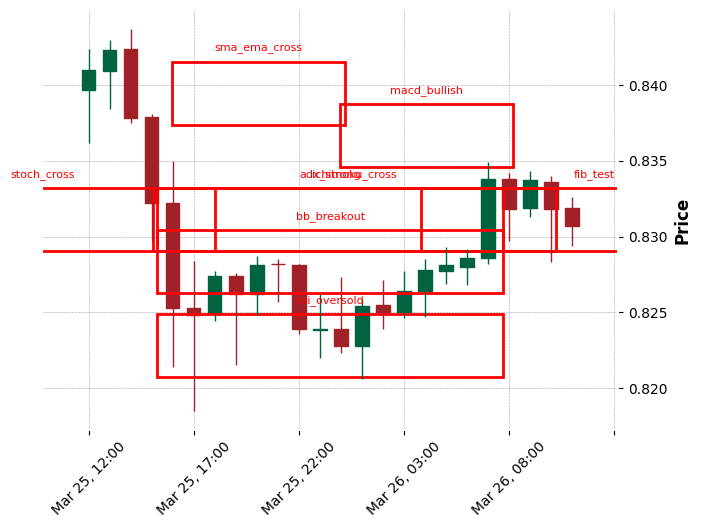 sma_ema_cross
macd_bullish
stoch_cross
ichimoku_cross
fib_test
bb_breakout
0.840
0.835
0.830
0.825
0.820
Price
Mar 25, 12:00
Mar 25, 17:00
Mar 25, 22:00
Mar 26, 03:00
Mar 26, 08:00